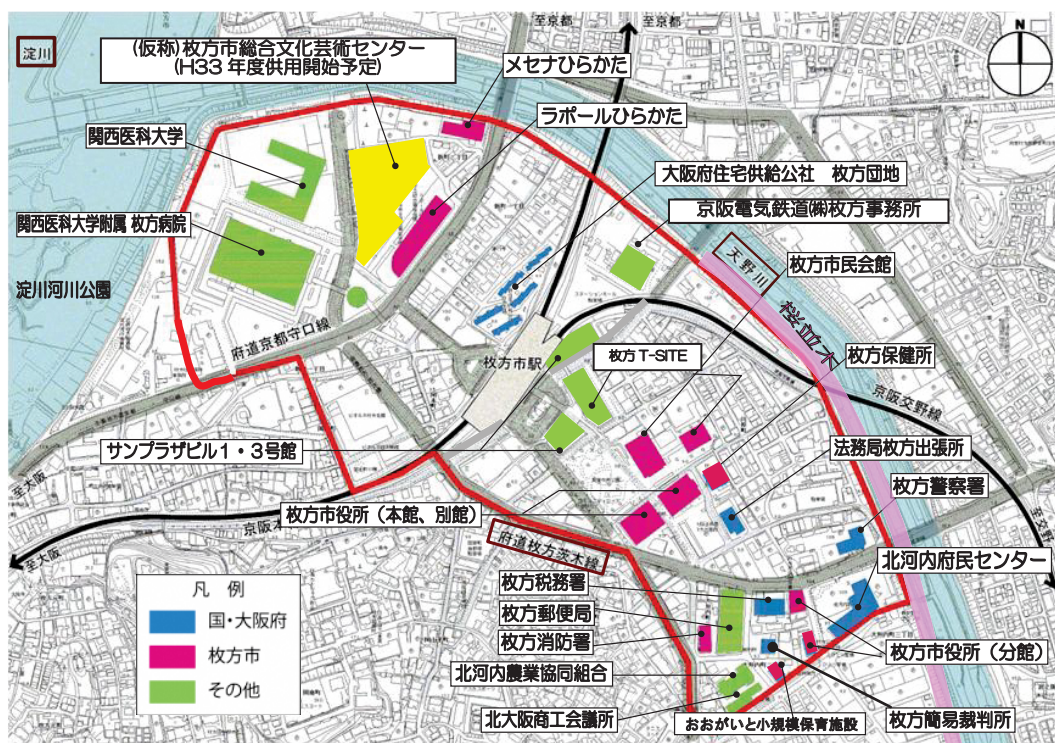 至京都
至京都
N
淀川
(仮称)枚方市総合文化芸術センター
(H33年度供用開始予定)
メセナひらかた
ラポールひらかた
関西医科大学
大阪府住宅供給公社 枚方団地
京阪電気鉄道㈱枚方事務所
関西医科大学附属 枚方病院
天野川
枚方市民会館
淀川河川公園
桜並木
府道京都守口線
枚方市駅
枚方T-SITE
枚方保健所
京阪交野線
サンプラザビル1・3号館
法務局枚方出張所
至大阪
枚方警察署
枚方市役所(本館、別館)
京阪本
至交野
至大阪
府道枚方茨木線
北河内府民センター
凡 例
国・大阪府
枚方市
その他
枚方税務署
枚方郵便局
枚方消防署
枚方市役所(分館)
北河内農業協同組合
北大阪商工会議所
おおがいと小規模保育施設
枚方簡易裁判所